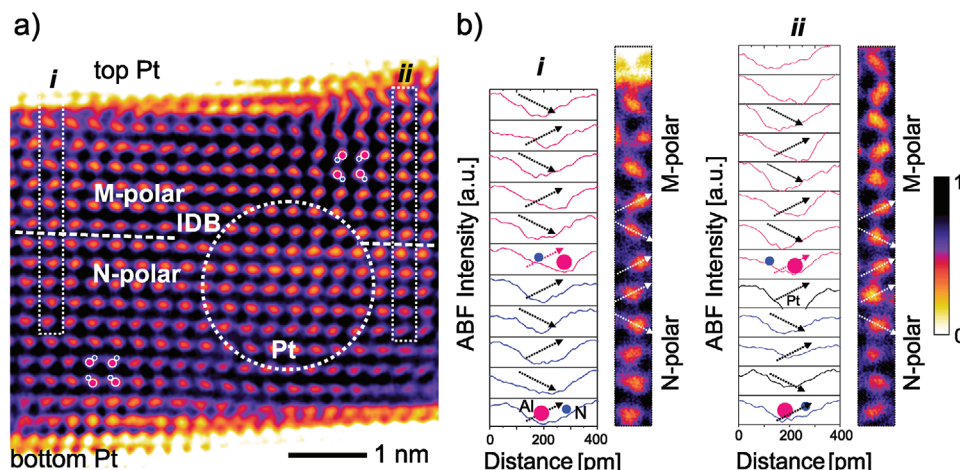 a)
top Pt
i
ii
M-polar
IDB
N-polar
Pt
bottom Pt
1 nm
b)
i
ii
ABF Intensity [a.u.]
Al
N
0 200 400
Distance [pm]
M-polar
N-polar
ABF Intensity [a.u.]
Pt
0 200 400
Distance [pm]
M-polar
N-polar
1
0